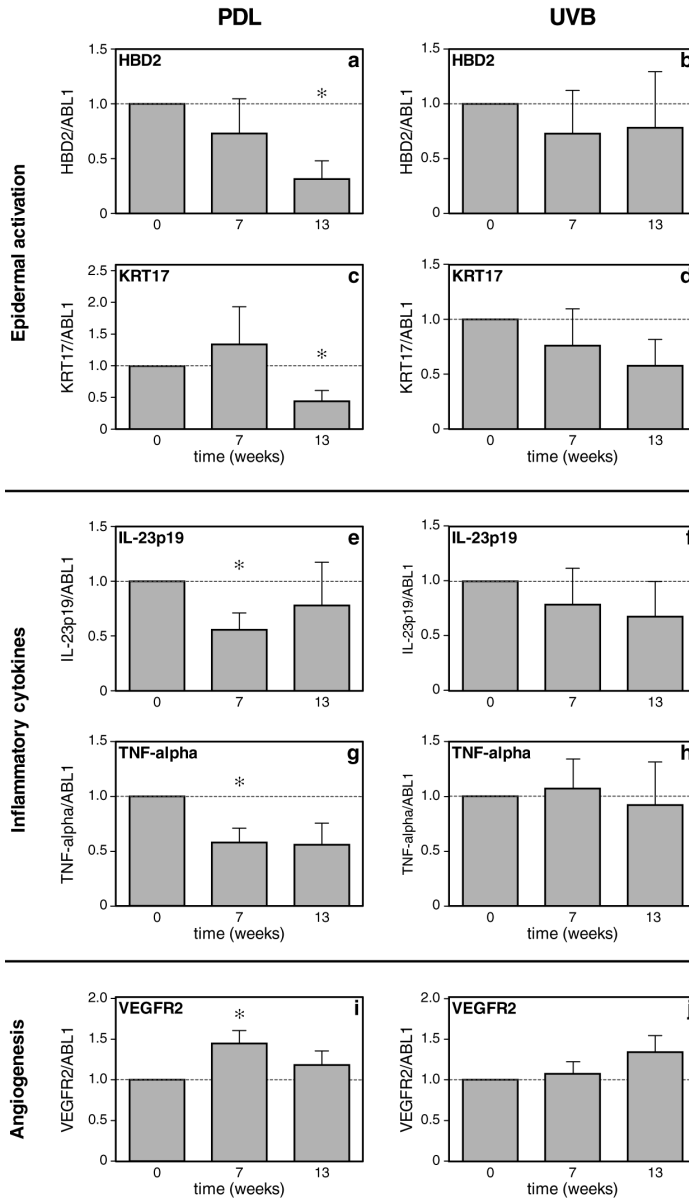 PDL UVB
Epidermal activation
HBD2 a
HBD2/ABL1
1.5
1.0
0.5
0
*
0 7 13
HBD2 b
HBD2/ABL1
1.5
1.0
0.5
0
0 7 13
KRT17 c
KRT17/ABL1
2.5
2.0
1.5
1.0
0.5
0.0
*
0 7 13
time (weeks)
KRT17 d
KRT17/ABL1
1.5
1.0
0.5
0
0 7 13
time (weeks)
Inflammatory cytokines
IL-23p19 e
IL-23p19/ABL1
1.5
1.0
0.5
0
*
0 7 13
IL-23p19 f
IL-23p19/ABL1
1.5
1.0
0.5
0
0 7 13
TNF-alpha g
TNF-alpha/ABL1
1.5
1.0
0.5
0
*
0 7 13
time (weeks)
TNF-alpha h
TNF-alpha/ABL1
1.5
1.0
0.5
0
0 7 13
time (weeks)
Angiogenesis
VEGFR2 i
VEGFR2/ABL1
2.0
1.5
1.0
0.5
0.0
*
0 7 13
time (weeks)
VEGFR2 j
VEGFR2/ABL1
2.0
1.5
1.0
0.5
0.0
0 7 13
time (weeks)